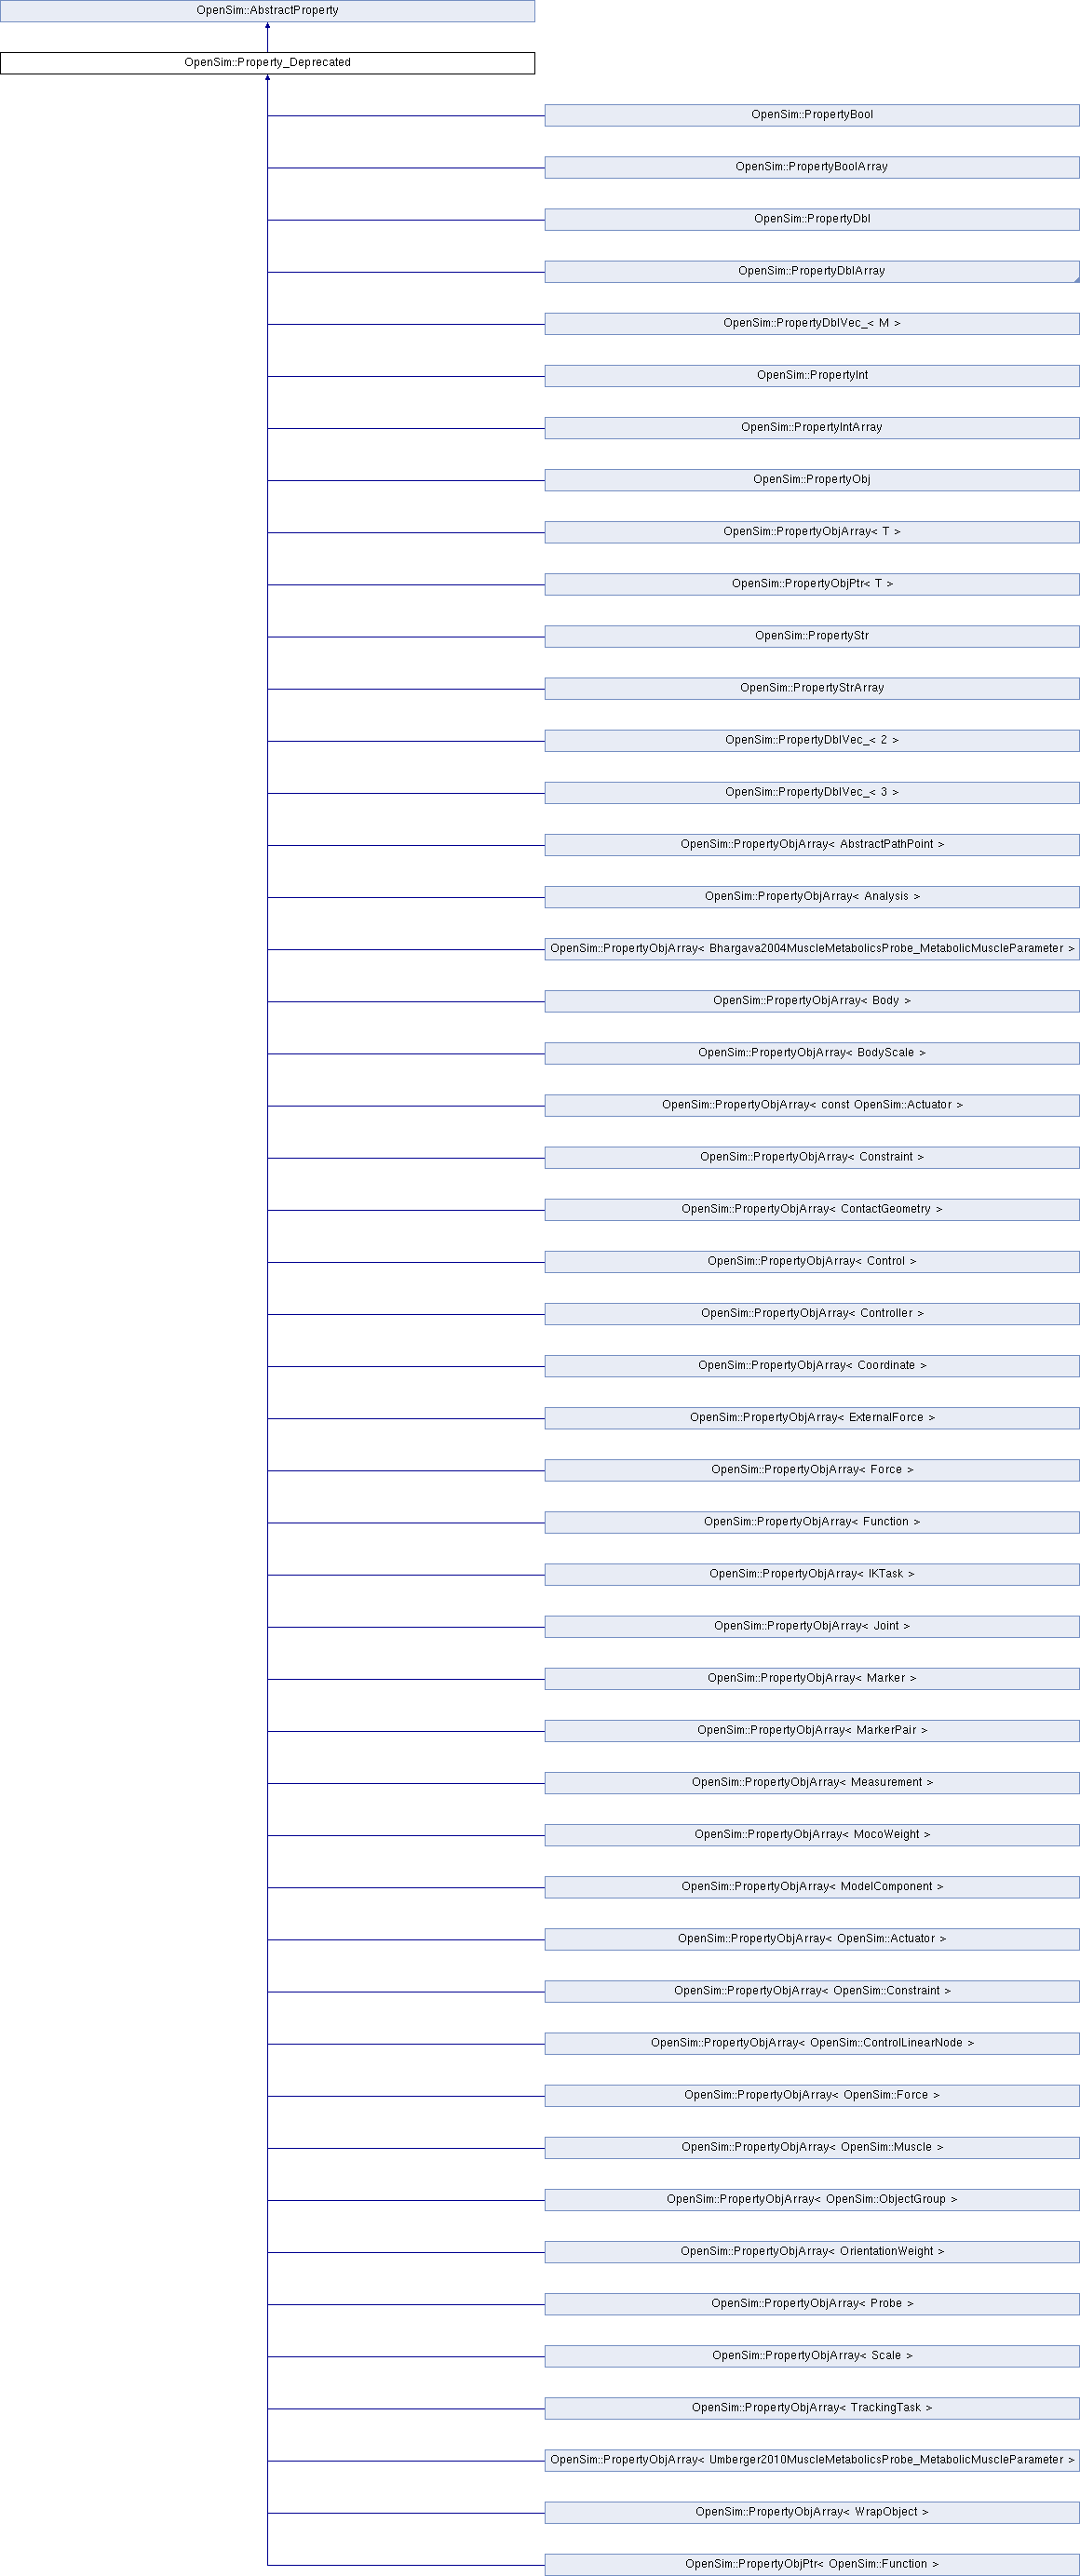 OpenSim::AbstractProperty
OpenSim::Property_Deprecated
OpenSim::PropertyBool
OpenSim::PropertyBoolArray
OpenSim::PropertyDbl
OpenSim::PropertyDblArray
OpenSim::PropertyDblVec_< M >
OpenSim::PropertyInt
OpenSim::PropertyIntArray
OpenSim::PropertyObj
OpenSim::PropertyObjArray< T >
OpenSim::PropertyObjPtr< T >
OpenSim::PropertyStr
OpenSim::PropertyStrArray
OpenSim::PropertyDblVec_< 2 >
OpenSim::PropertyDblVec_< 3 >
OpenSim::PropertyObjArray< AbstractPathPoint >
OpenSim::PropertyObjArray< Analysis >
OpenSim::PropertyObjArray< Bhargava2004MuscleMetabolicsProbe_MetabolicMuscleParameter >
OpenSim::PropertyObjArray< Body >
OpenSim::PropertyObjArray< BodyScale >
OpenSim::PropertyObjArray< const OpenSim::Actuator >
OpenSim::PropertyObjArray< Constraint >
OpenSim::PropertyObjArray< ContactGeometry >
OpenSim::PropertyObjArray< Control >
OpenSim::PropertyObjArray< Controller >
OpenSim::PropertyObjArray< Coordinate >
OpenSim::PropertyObjArray< ExternalForce >
OpenSim::PropertyObjArray< Force >
OpenSim::PropertyObjArray< Function >
OpenSim::PropertyObjArray< IKTask >
OpenSim::PropertyObjArray< Joint >
OpenSim::PropertyObjArray< Marker >
OpenSim::PropertyObjArray< MarkerPair >
OpenSim::PropertyObjArray< Measurement >
OpenSim::PropertyObjArray< MocoWeight >
OpenSim::PropertyObjArray< ModelComponent >
OpenSim::PropertyObjArray< OpenSim::Actuator >
OpenSim::PropertyObjArray< OpenSim::Constraint >
OpenSim::PropertyObjArray< OpenSim::ControlLinearNode >
OpenSim::PropertyObjArray< OpenSim::Force >
OpenSim::PropertyObjArray< OpenSim::Muscle >
OpenSim::PropertyObjArray< OpenSim::ObjectGroup >
OpenSim::PropertyObjArray< OrientationWeight >
OpenSim::PropertyObjArray< Probe >
OpenSim::PropertyObjArray< Scale >
OpenSim::PropertyObjArray< TrackingTask >
OpenSim::PropertyObjArray< Umberger2010MuscleMetabolicsProbe_MetabolicMuscleParameter >
OpenSim::PropertyObjArray< WrapObject >
OpenSim::PropertyObjPtr< OpenSim::Function >